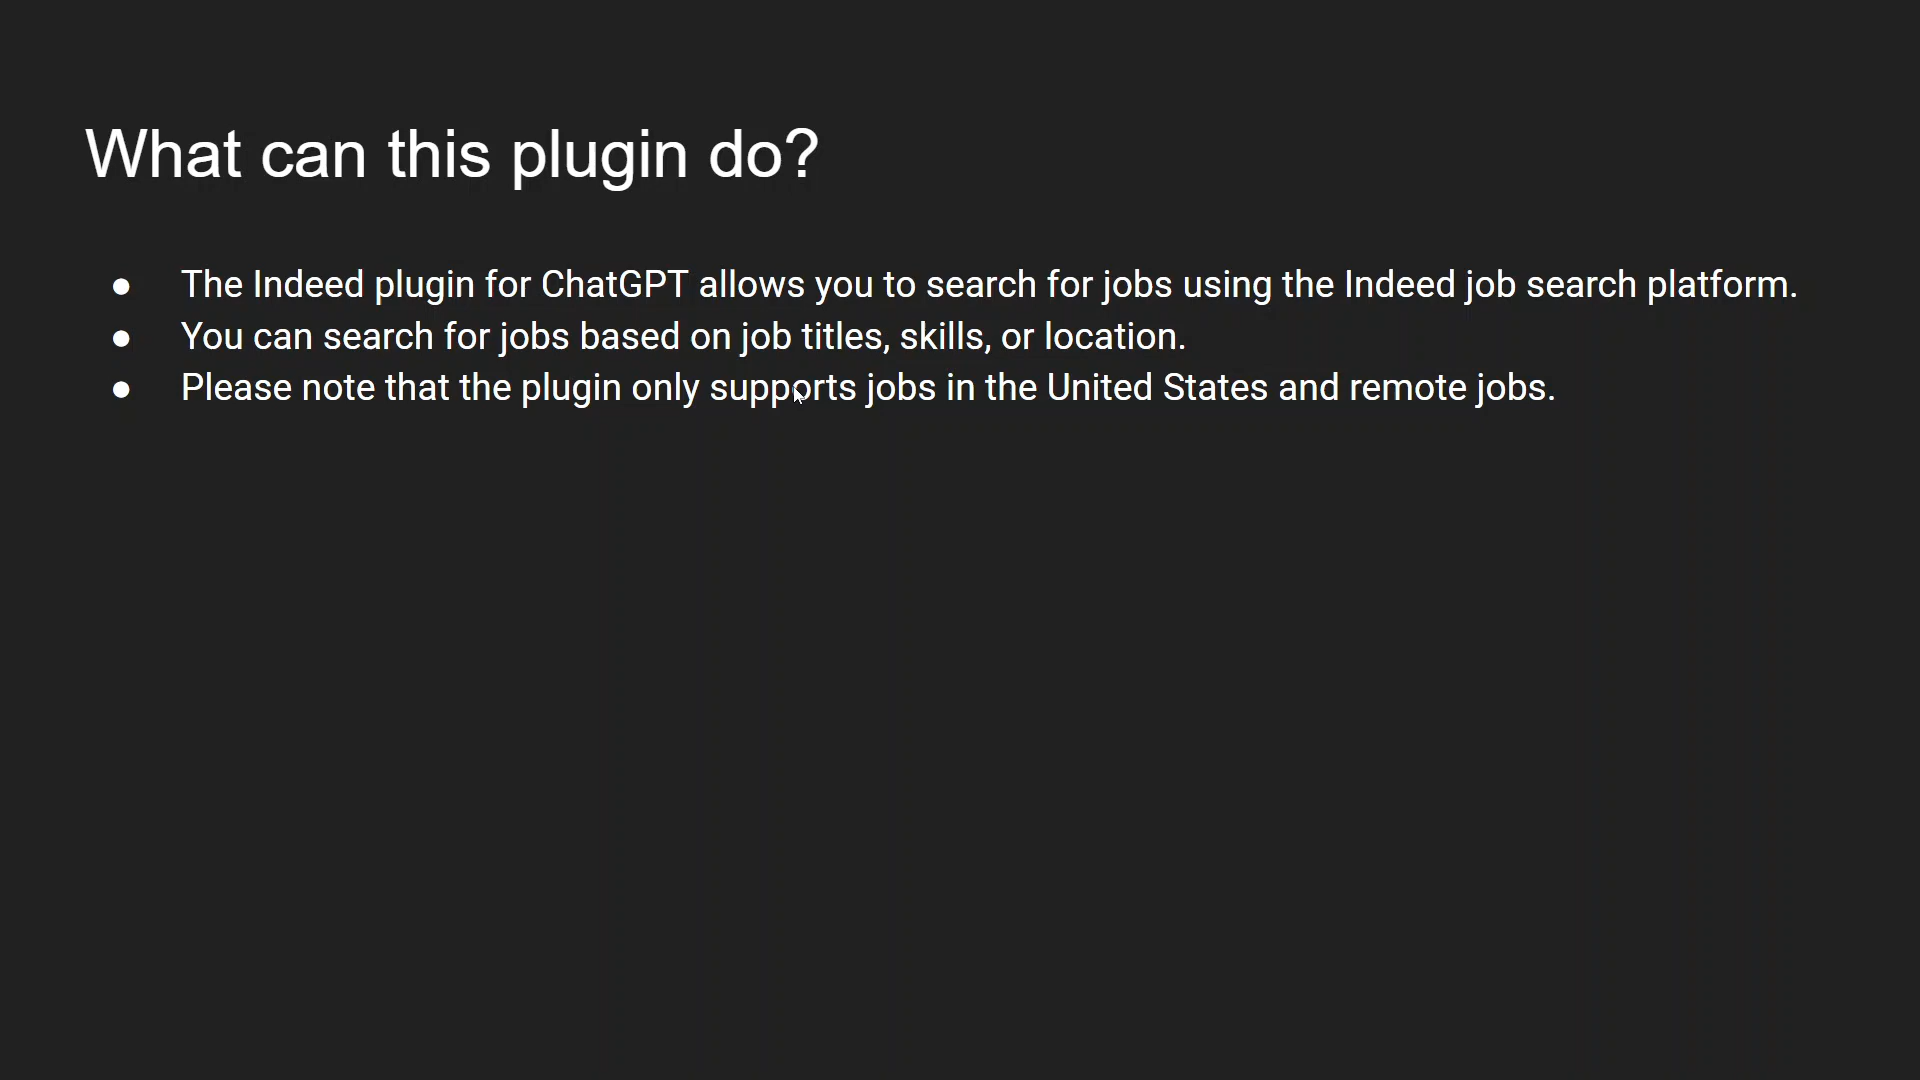 What can this plugin do?
● The Indeed plugin for ChatGPT allows you to search for jobs using the Indeed job search platform.
● You can search for jobs based on job titles, skills, or location.
● Please note that the plugin only supports jobs in the United States and remote jobs.